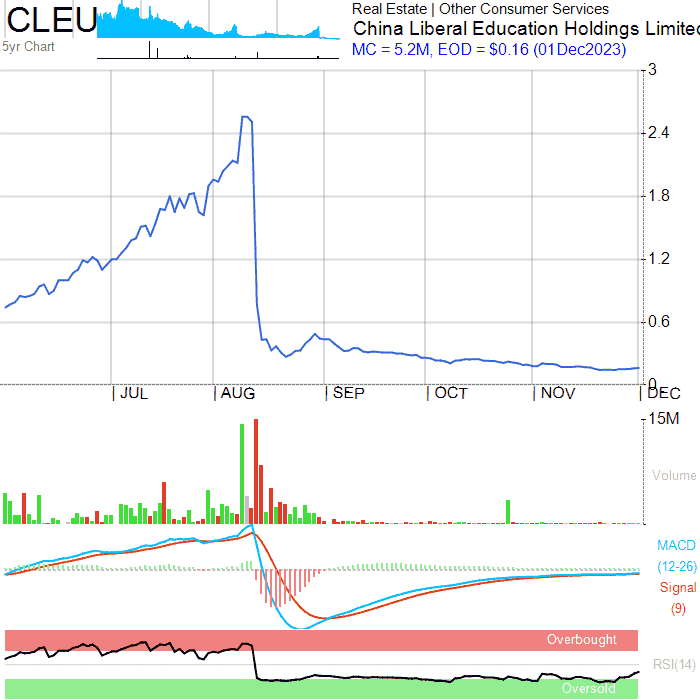 CLEU
Real Estate | Other Consumer Services
China Liberal Education Holdings Limited
5yr Chart
MC = 5.2M, EOD = $0.16 (01Dec2023)
3
2.4
1.8
1.2
0.6
0
| JUL | AUG | SEP | OCT | NOV | DEC
15M
Volume
MACD
(12-26)
Signal
(9)
Overbought
RSI(14)
Oversold